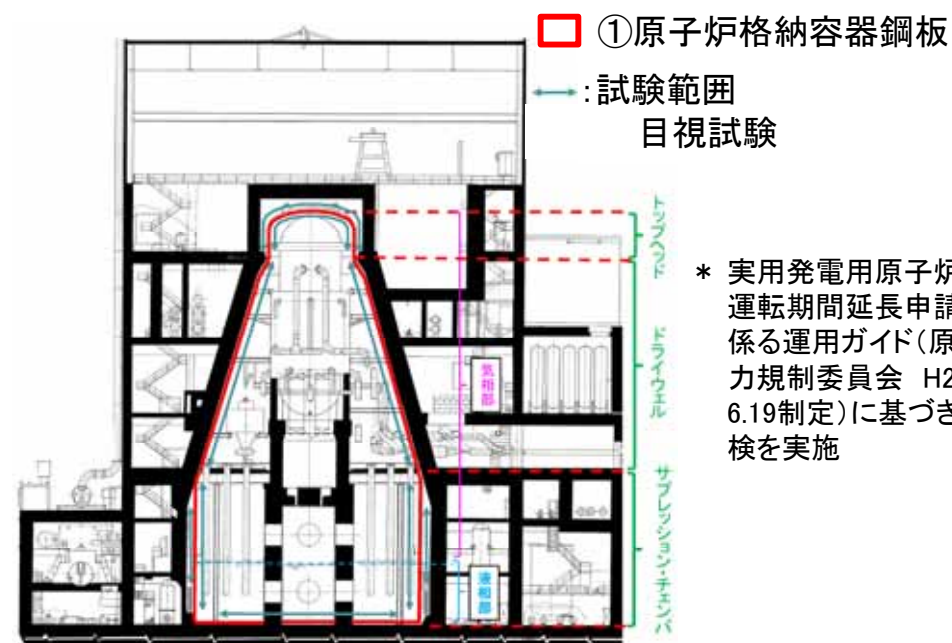 ①原子炉格納容器鋼板
:試験範囲
目視試験
トップヘッド
ドライウェル
気相部
サプレッション・チェンバ
液相部
* 実用発電用原子炉
運転期間延長申請
係る運用ガイド(原
力規制委員会 H2
6.19制定)に基づき
検を実施